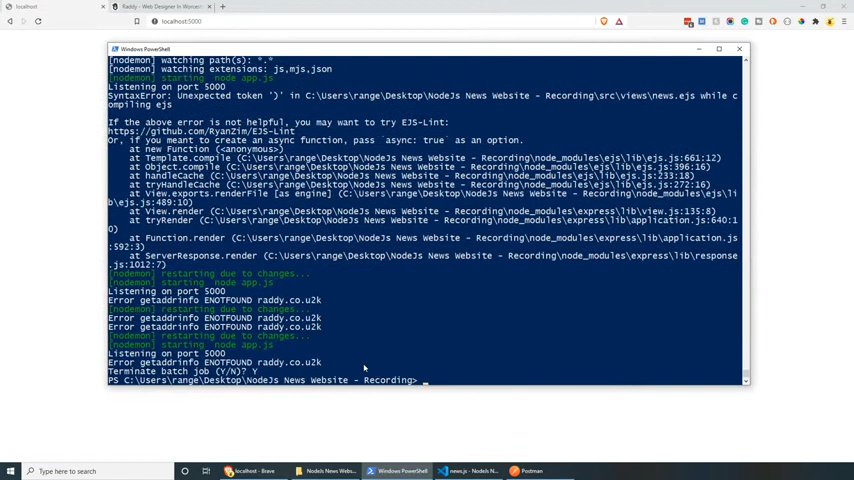 localhost
Raddy - Web Designer in Worces
localhost:5000
Windows PowerShell
[nodemon] watching path(s): *.*
[nodemon] watching extensions: js,mjs,json
[nodemon] starting `node app.js`
Listening on port 5000
SyntaxError: Unexpected token ')' in C:\Users\range\Desktop\NodeJs News Website - Recording\src\views\news.ejs while c
ompiling ejs
If the above error is not helpful, you may want to try EJS-Lint:
https://github.com/RyanZim/EJS-Lint
Or, if you meant to create an async function, pass `async: true` as an option.
at new Function (<anonymous>)
at Template.compile (C:\Users\range\Desktop\NodeJs News Website - Recording\node_modules\ejs\lib\ejs.js:661:12)
at Object.compile (C:\Users\range\Desktop\NodeJs News Website - Recording\node_modules\ejs\lib\ejs.js:396:16)
at handleCache (C:\Users\range\Desktop\NodeJs News Website - Recording\node_modules\ejs\lib\ejs.js:233:18)
at tryHandleCache (C:\Users\range\Desktop\NodeJs News Website - Recording\node_modules\ejs\lib\ejs.js:272:16)
at View.exports.renderFile [as engine] (C:\Users\range\Desktop\NodeJs News Website - Recording\node_modules\ejs\li
b\ejs.js:489:10)
at View.render (C:\Users\range\Desktop\NodeJs News Website - Recording\node_modules\express\lib\view.js:135:8)
at tryRender (C:\Users\range\Desktop\NodeJs News Website - Recording\node_modules\express\lib\application.js:640:1
0)
at Function.render (C:\Users\range\Desktop\NodeJs News Website - Recording\node_modules\express\lib\application.js
:592:3)
at ServerResponse.render (C:\Users\range\Desktop\NodeJs News Website - Recording\node_modules\express\lib\response
.js:1012:7)
[nodemon] restarting due to changes...
[nodemon] starting `node app.js`
Listening on port 5000
Error getaddrinfo ENOTFOUND raddy.co.u2k
[nodemon] restarting due to changes...
Error getaddrinfo ENOTFOUND raddy.co.u2k
Error getaddrinfo ENOTFOUND raddy.co.u2k
[nodemon] restarting due to changes...
[nodemon] starting `node app.js`
Listening on port 5000
Error getaddrinfo ENOTFOUND raddy.co.u2k
Terminate batch job (Y/N)? Y
PS C:\Users\range\Desktop\NodeJs News Website - Recording>
Type here to search
localhost - Brave
NodeJs News Webs...
Windows PowerShell
news.js - NodeJs N...
Postman